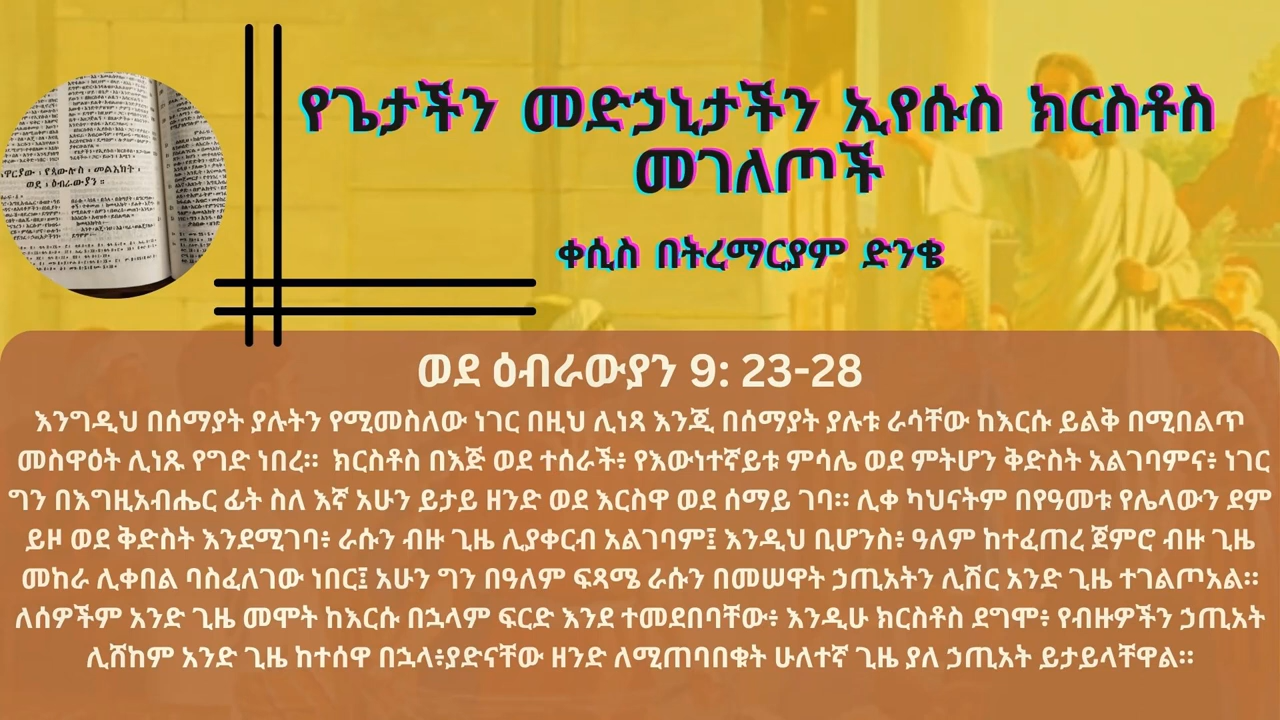 የጌታችን መድኃኒታችን ኢየሱስ ክርስቶስ
መገለጦች
ቀሲስ በትረማርያም ድንቄ
ወደ ፡ ዕብራውያን ።
ወደ ዕብራውያን 9: 23-28
እንግዲህ በሰማያት ያሉትን የሚመስለው ነገር በዚህ ሊነጻ እንጂ በሰማያት ያሉቱ ራሳቸው ከእርሱ ይልቅ በሚበልጥ
መስዋዕት ሊነጹ የግድ ነበረ። ክርስቶስ በእጅ ወደ ተሰራች፥ የእውነተኛይቱ ምሳሌ ወደ ምትሆን ቅድስት አልገባምና፥ ነገር
ግን በእግዚአብሔር ፊት ስለ እኛ አሁን ይታይ ዘንድ ወደ እርስዋ ወደ ሰማይ ገባ። ሊቀ ካህናትም በየዓመቱ የሌላውን ደም
ይዞ ወደ ቅድስት እንደሚገባ፥ ራሱን ብዙ ጊዜ ሊያቀርብ አልገባም፤ እንዲህ ቢሆንስ፥ ዓለም ከተፈጠረ ጀምሮ ብዙ ጊዜ
መከራ ሊቀበል ባስፈለገው ነበር፤ አሁን ግን በዓለም ፍጻሜ ራሱን በመሠዋት ኃጢአትን ሊሽር አንድ ጊዜ ተገልጦአል።
ለሰዎችም አንድ ጊዜ መሞት ከእርሱ በኋላም ፍርድ እንደ ተመደበባቸው፥ እንዲሁ ክርስቶስ ደግሞ፥ የብዙዎችን ኃጢአት
ሊሸከም አንድ ጊዜ ከተሰዋ በኋላ፥ያድናቸው ዘንድ ለሚጠባበቁት ሁለተኛ ጊዜ ያለ ኃጢአት ይታይላቸዋል።